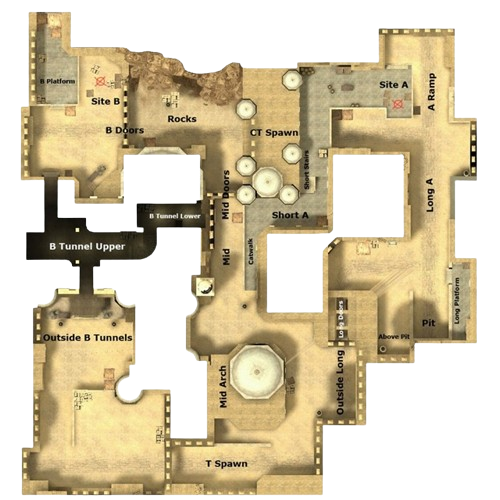 B Platform
Site B
Site A
A Ramp
Rocks
B Doors
CT Spawn
Short Stairs
Mid Doors
B Tunnel Lower
Short A
Long A
B Tunnel Upper
Mid
Catwalk
Long Platform
Long Doors
Pit
Above Pit
Outside B Tunnels
Mid Arch
Outside Long
T Spawn